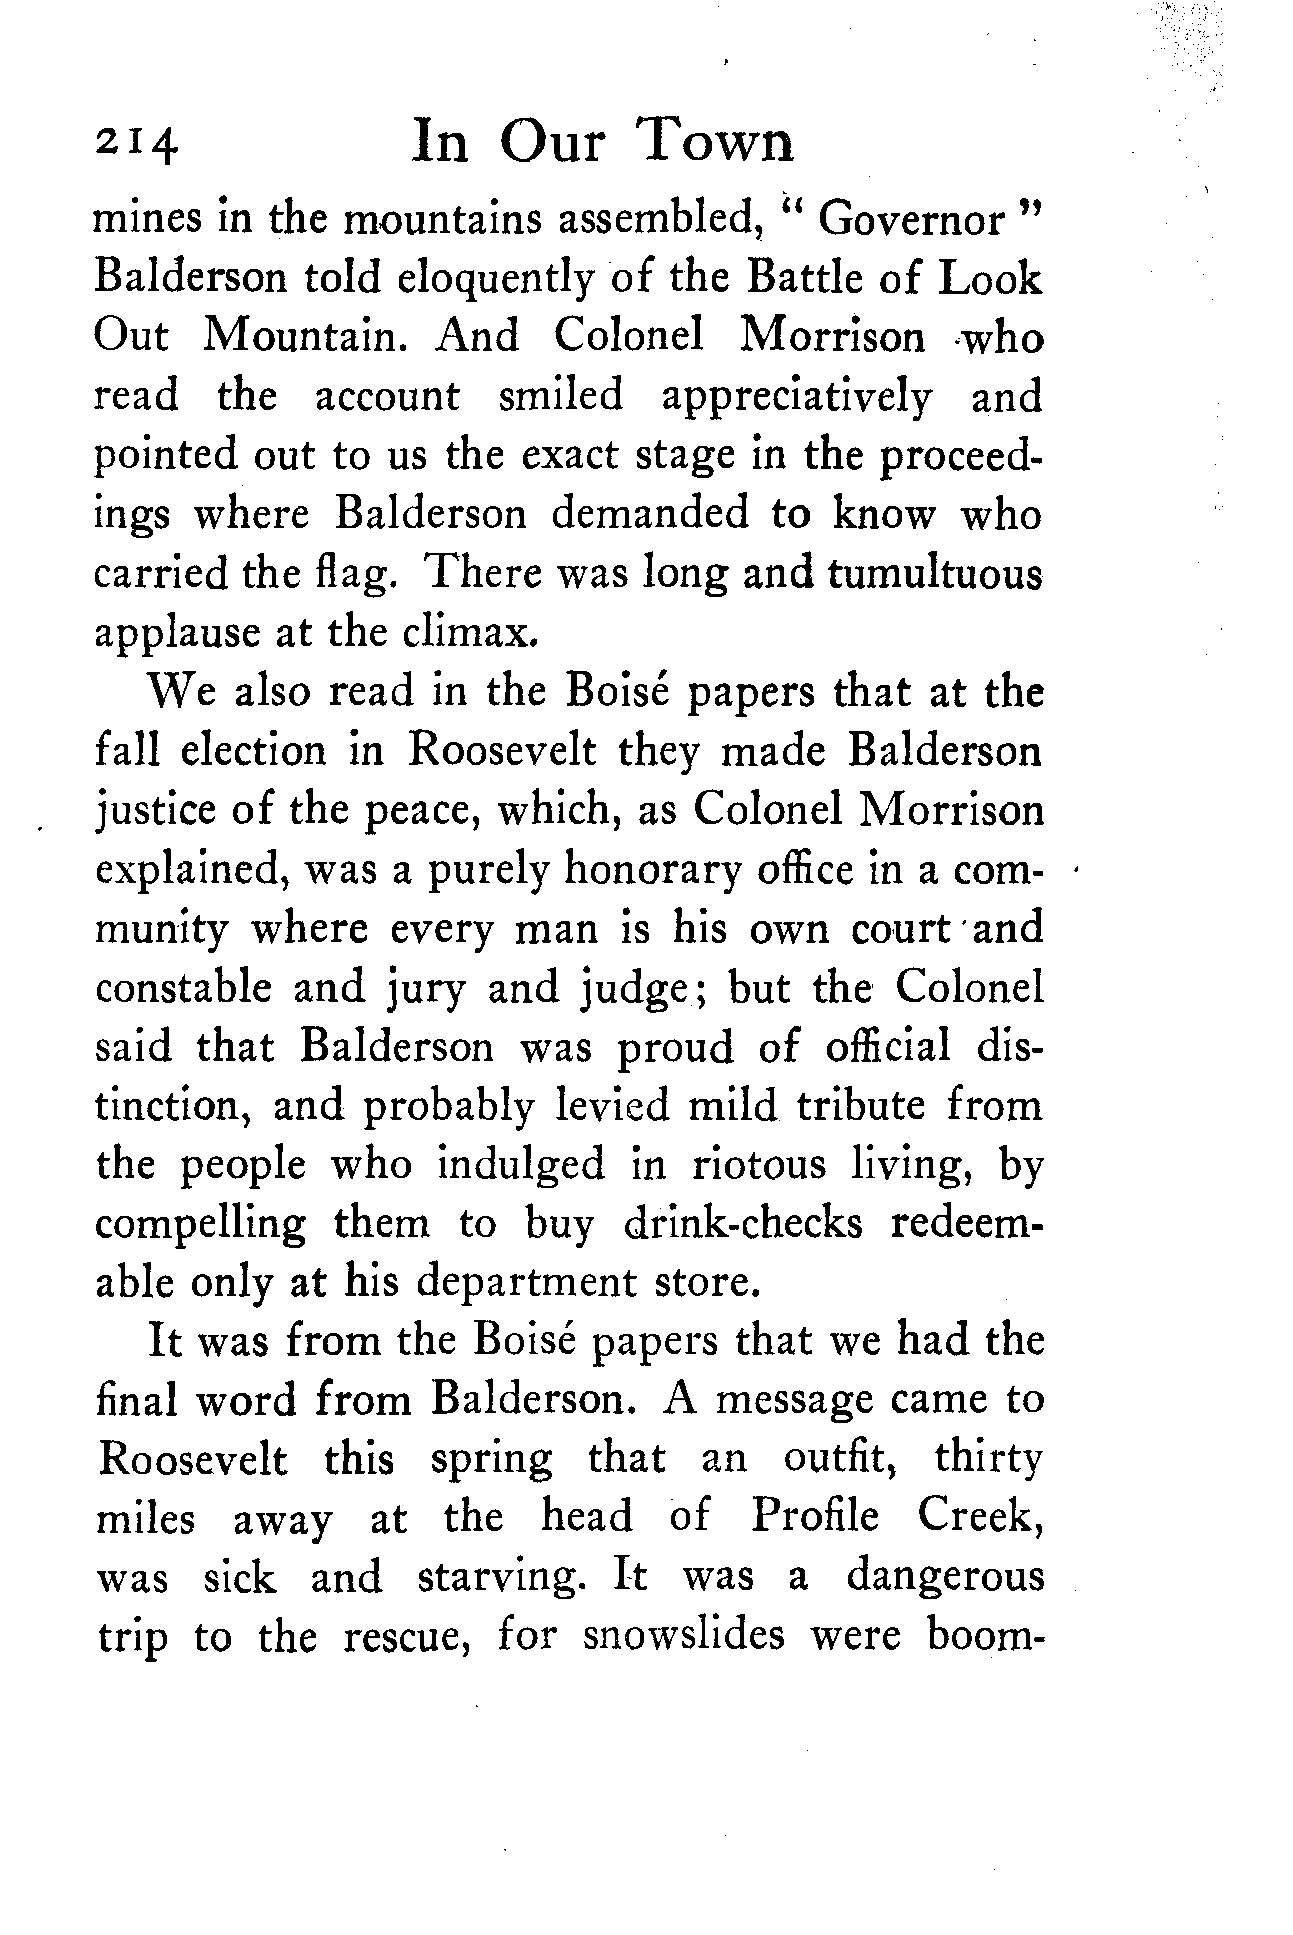 214 In Our Town
mines in the mountains assembled, “ Governor ”
Balderson told eloquently of the Battle of Look
Out Mountain. And Colonel Morrison who
read the account smiled appreciatively and
pointed out to us the exact stage in the proceed-
ings where Balderson demanded to know who
carried the flag. There was long and tumultuous
applause at the climax.
We also read in the Boisé papers that at the
fall election in Roosevelt they made Balderson
justice of the peace, which, as Colonel Morrison
explained, was a purely honorary office in a com-
munity where every man is his own court and
constable and jury and judge; but the Colonel
said that Balderson was proud of official dis-
tinction, and probably levied mild tribute from
the people who indulged in riotous living, by
compelling them to buy drink-checks redeem-
able only at his department store.
It was from the Boisé papers that we had the
final word from Balderson. A message came to
Roosevelt this spring that an outfit, thirty
miles away at the head of Profile Creek,
was sick and starving. It was a dangerous
trip to the rescue, for snowslides were boom-